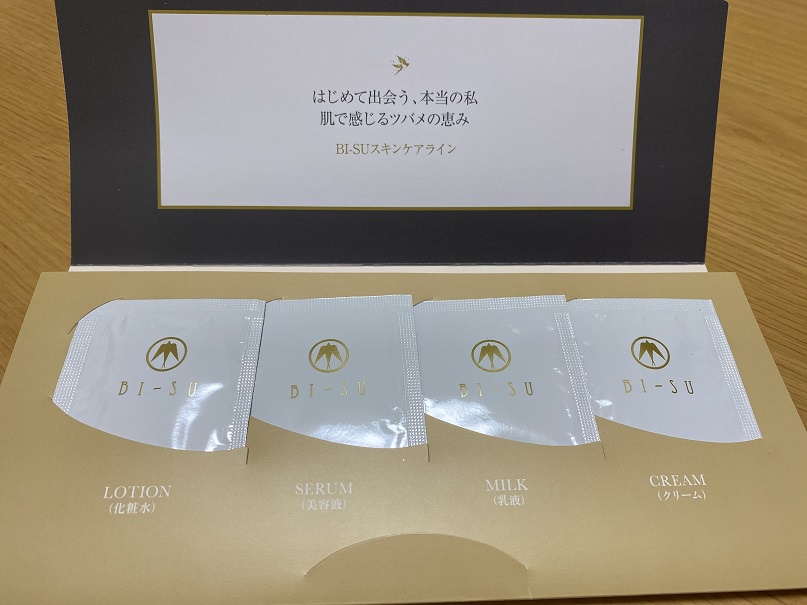 はじめて出会う、本当の私
肌で感じるツバメの恵み
BI-SUスキンケアライン
BI-SU
BI-SU
BI-SU
BI-SU
LOTION
(化粧水)
SERUM
(美容液)
MILK
(乳液)
CREAM
(クリーム)